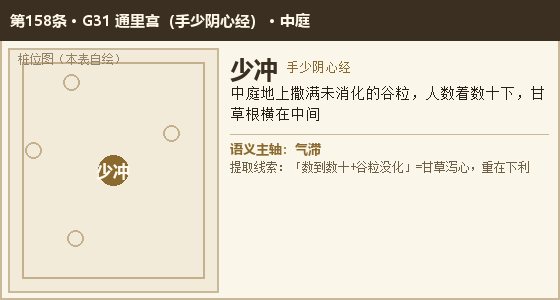 第158条・G31 通里宫（手少阴心经）・中庭
桩位图（本表自绘）
少冲
少冲 手少阴心经
中庭地上撒满未消化的谷粒，人数着数十下，甘
草根横在中间
语义主轴：气滞
提取线索：「数到数十+谷粒没化」=甘草泻心，重在下利